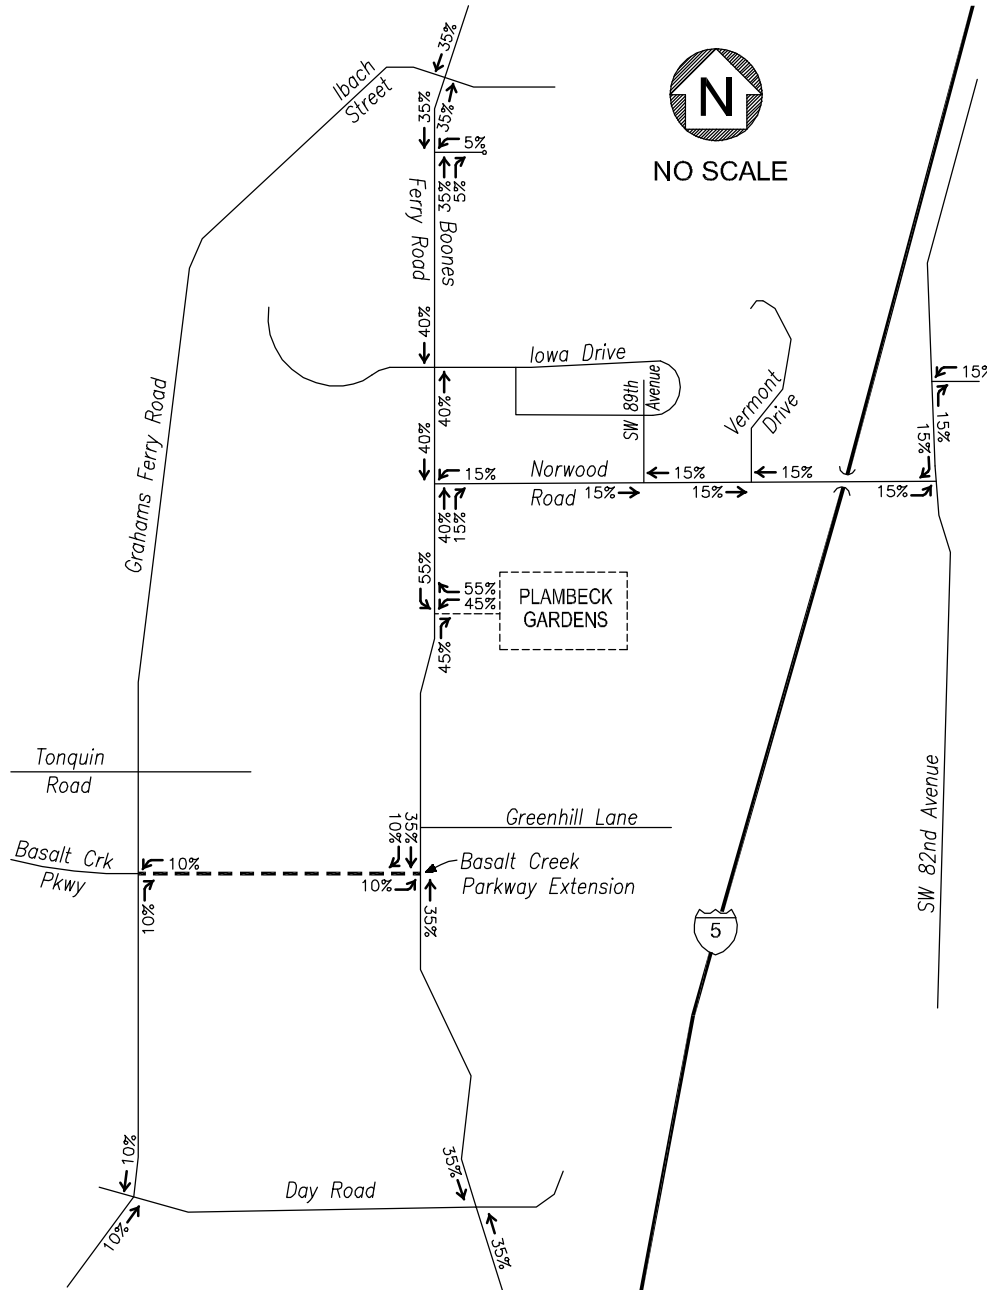 35%
Ibach
Street
35%
35%
5%
35%
5%
N
NO SCALE
Ferry Road
Boones
40%
Iowa Drive
40%
SW 89th
Avenue
Vermont
Drive
15%
15%
15%
Grahams Ferry Road
40%
15%
Norwood
Road
15%
15%
15%
15%
15%
40%
15%
55%
55%
45%
45%
PLAMBECK
GARDENS
Tonquin
Road
SW 82nd Avenue
10%
35%
Greenhill Lane
Basalt Crk
Pkwy
10%
10%
Basalt Creek
Parkway Extension
10%
35%
5
10%
35%
Day Road
10%
35%